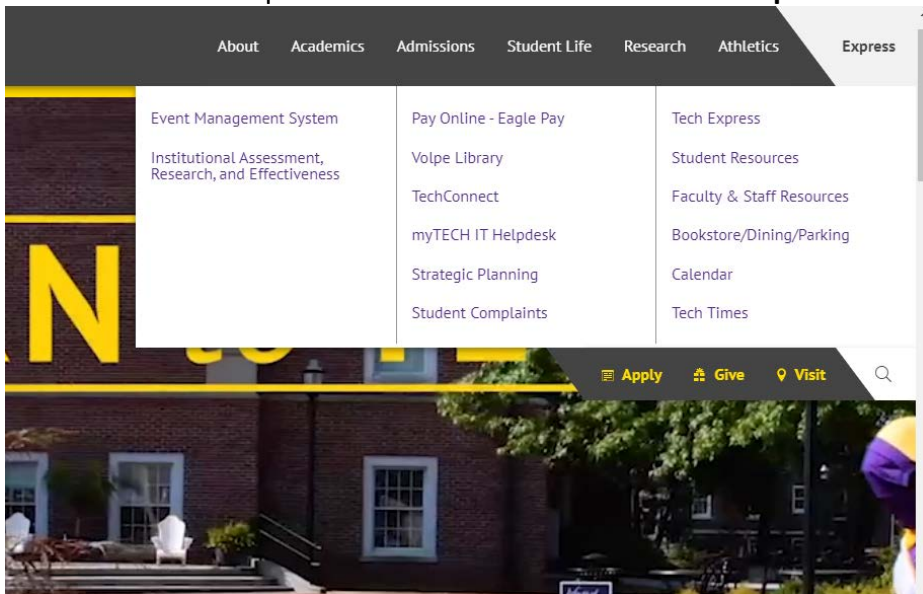 About Academics Admissions Student Life Research Athletics Express
Event Management System
Institutional Assessment,
Research, and Effectiveness
Pay Online - Eagle Pay
Volpe Library
TechConnect
myTECH IT Helpdesk
Strategic Planning
Student Complaints
Tech Express
Student Resources
Faculty & Staff Resources
Bookstore/Dining/Parking
Calendar
Tech Times
N to
Apply Give Visit